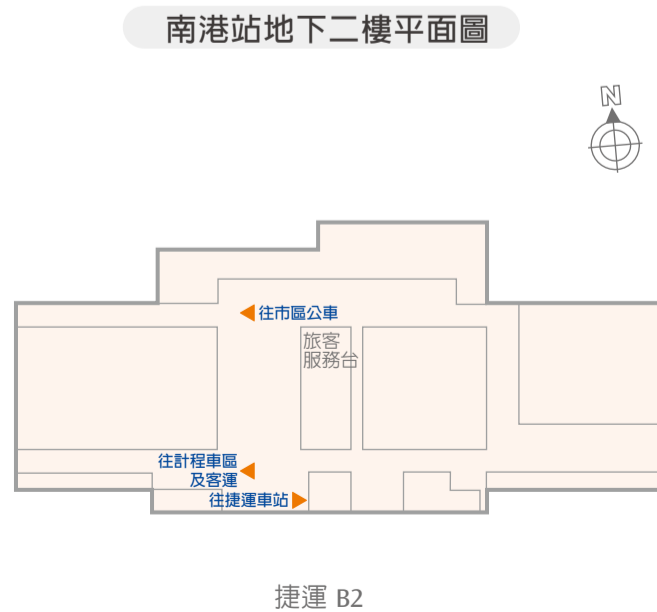 南港站地下二樓平面圖
N
往市區公車
旅客
服務台
往計程車區
及客運
往捷運車站
捷運 B2